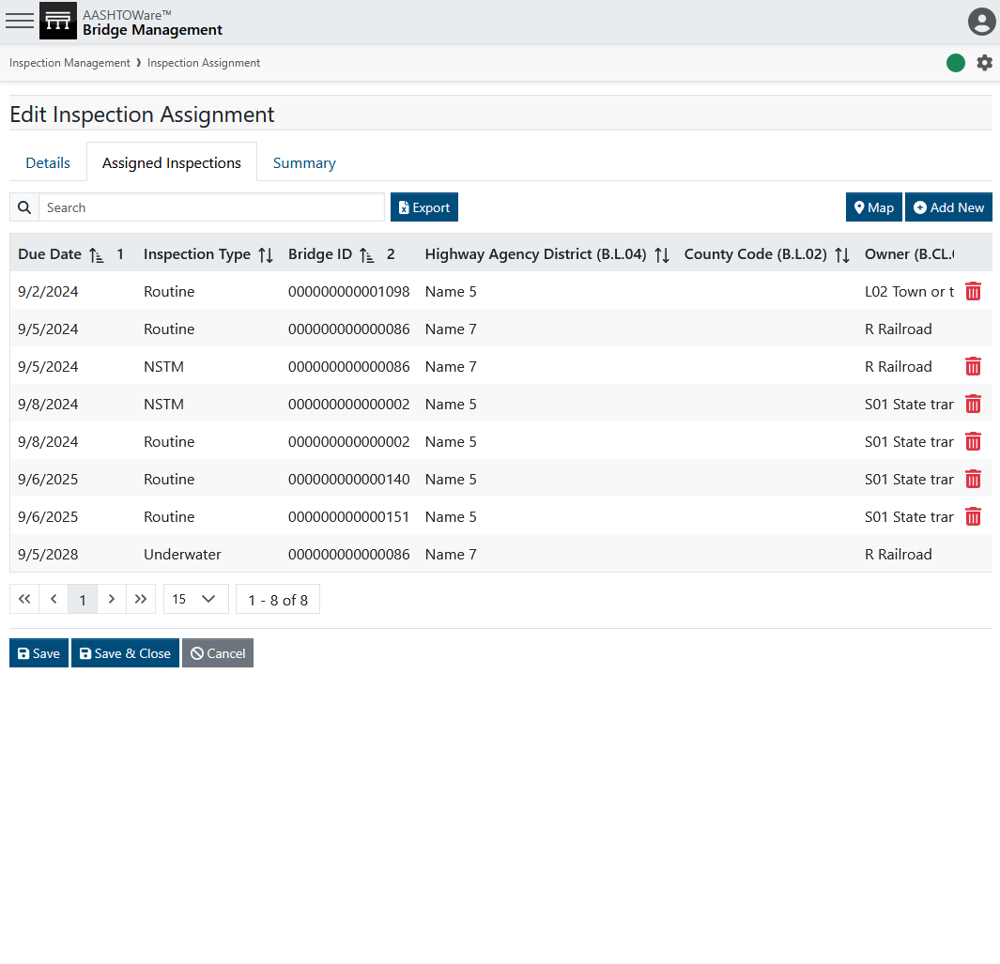 AASHTOWare™
Bridge Management
Inspection Management ❱ Inspection Assignment
Edit Inspection Assignment
Details Assigned Inspections Summary
Search Export Map Add New
Due Date 1 Inspection Type Bridge ID 2 Highway Agency District (B.L.04) County Code (B.L.02) Owner (B.CL.
9/2/2024 Routine 000000000001098 Name 5 L02 Town or t
9/5/2024 Routine 000000000000086 Name 7 R Railroad
9/5/2024 NSTM 000000000000086 Name 7 R Railroad
9/8/2024 NSTM 000000000000002 Name 5 S01 State trar
9/8/2024 Routine 000000000000002 Name 5 S01 State trar
9/6/2025 Routine 000000000000140 Name 5 S01 State trar
9/6/2025 Routine 000000000000151 Name 5 S01 State trar
9/5/2028 Underwater 000000000000086 Name 7 R Railroad
« ‹ 1 › » 15 1 - 8 of 8
Save Save & Close Cancel